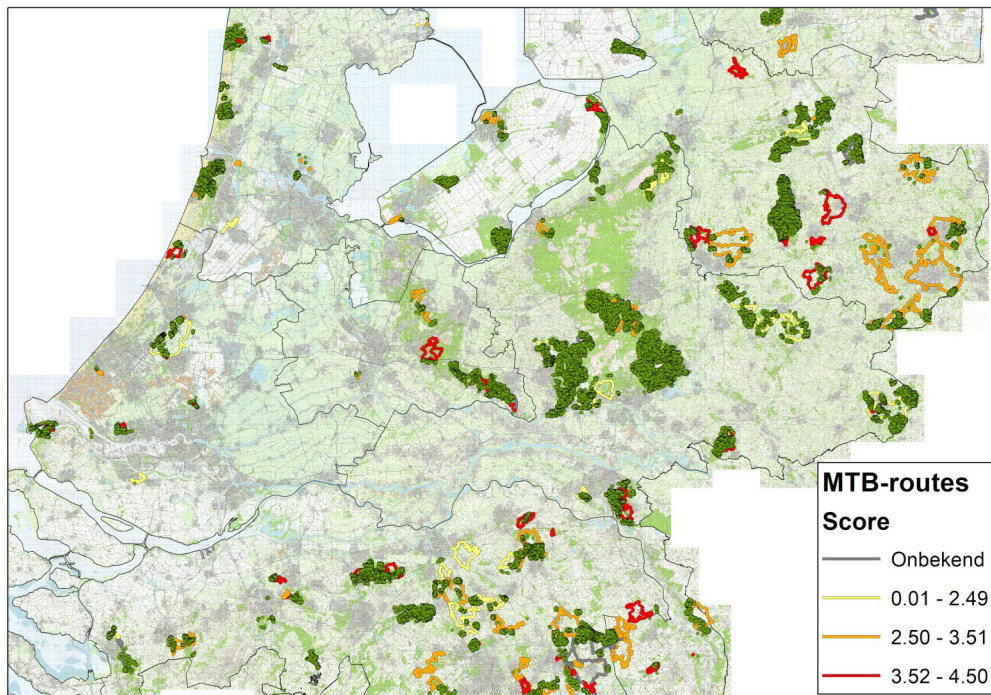 MTB-routes
Score
Onbekend
0.01 - 2.49
2.50 - 3.51
3.52 - 4.50